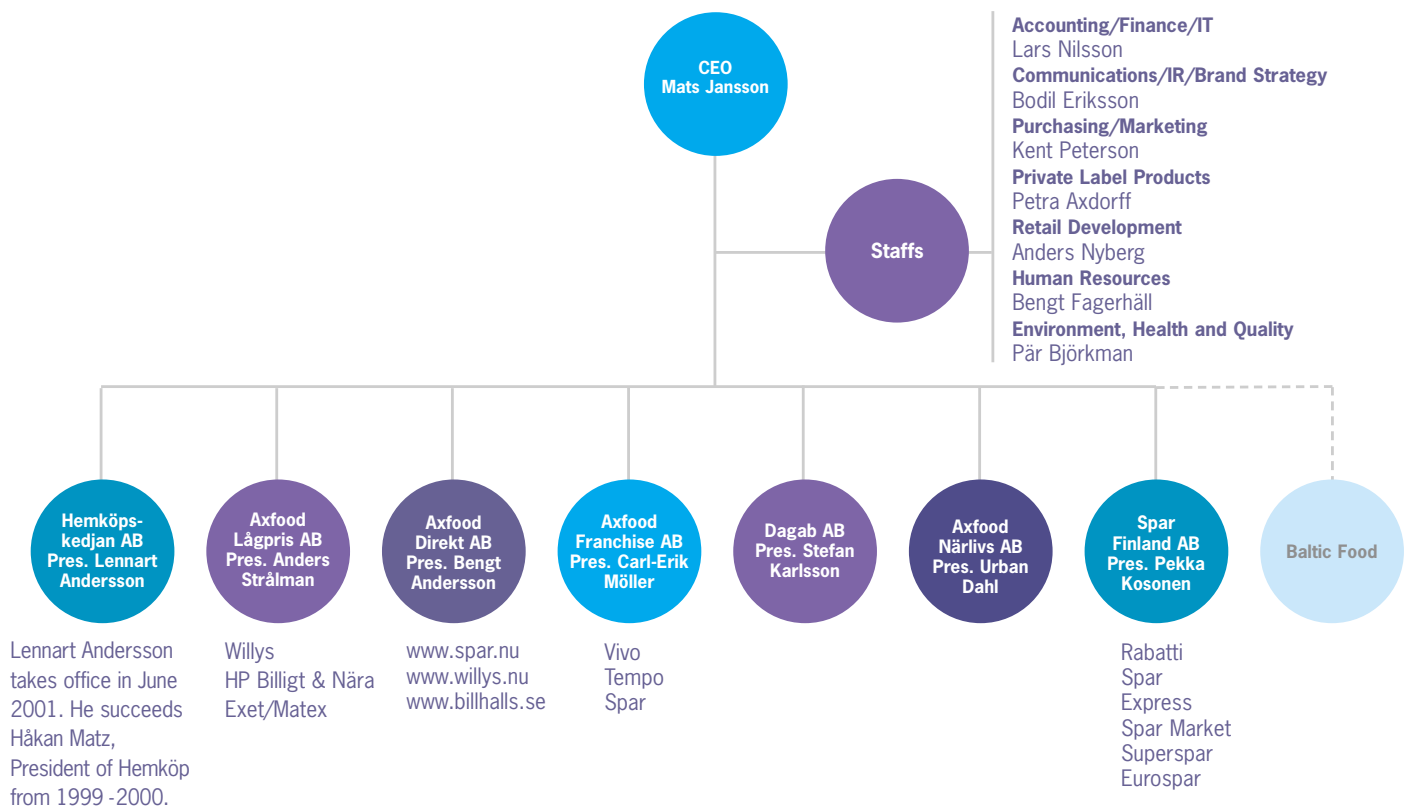 CEO
Mats Jansson
Accounting/Finance/IT
Lars Nilsson
Communications/IR/Brand Strategy
Bodil Eriksson
Purchasing/Marketing
Kent Peterson
Private Label Products
Petra Axdorff
Retail Development
Anders Nyberg
Human Resources
Bengt Fagerhäll
Environment, Health and Quality
Pär Björkman
Staffs
Hemköps-
kedjan AB
Pres. Lennart
Andersson
Axfood
Lågpris AB
Pres. Anders
Strålman
Axfood
Direkt AB
Pres. Bengt
Andersson
Axfood
Franchise AB
Pres. Carl-Erik
Möller
Dagab AB
Pres. Stefan
Karlsson
Axfood
Närlivs AB
Pres. Urban
Dahl
Spar
Finland AB
Pres. Pekka
Kosonen
Baltic Food
Lennart Andersson
takes office in June
2001. He succeeds
Håkan Matz,
President of Hemköp
from 1999 -2000.
Willys
HP Billigt & Nära
Exet/Matex
www.spar.nu
www.willys.nu
www.billhalls.se
Vivo
Tempo
Spar
Rabatti
Spar
Express
Spar Market
Superspar
Eurospar